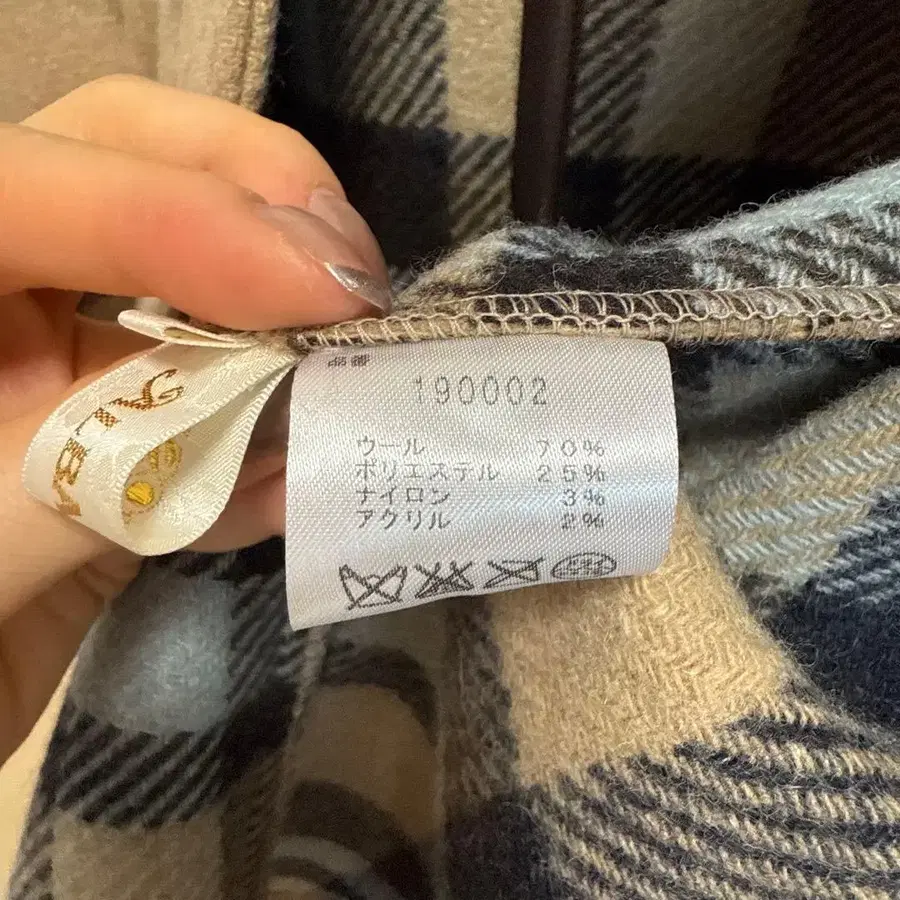 品番
190002
ウール 70%
ポリエステル 25%
ナイロン 3%
アクリル 2%